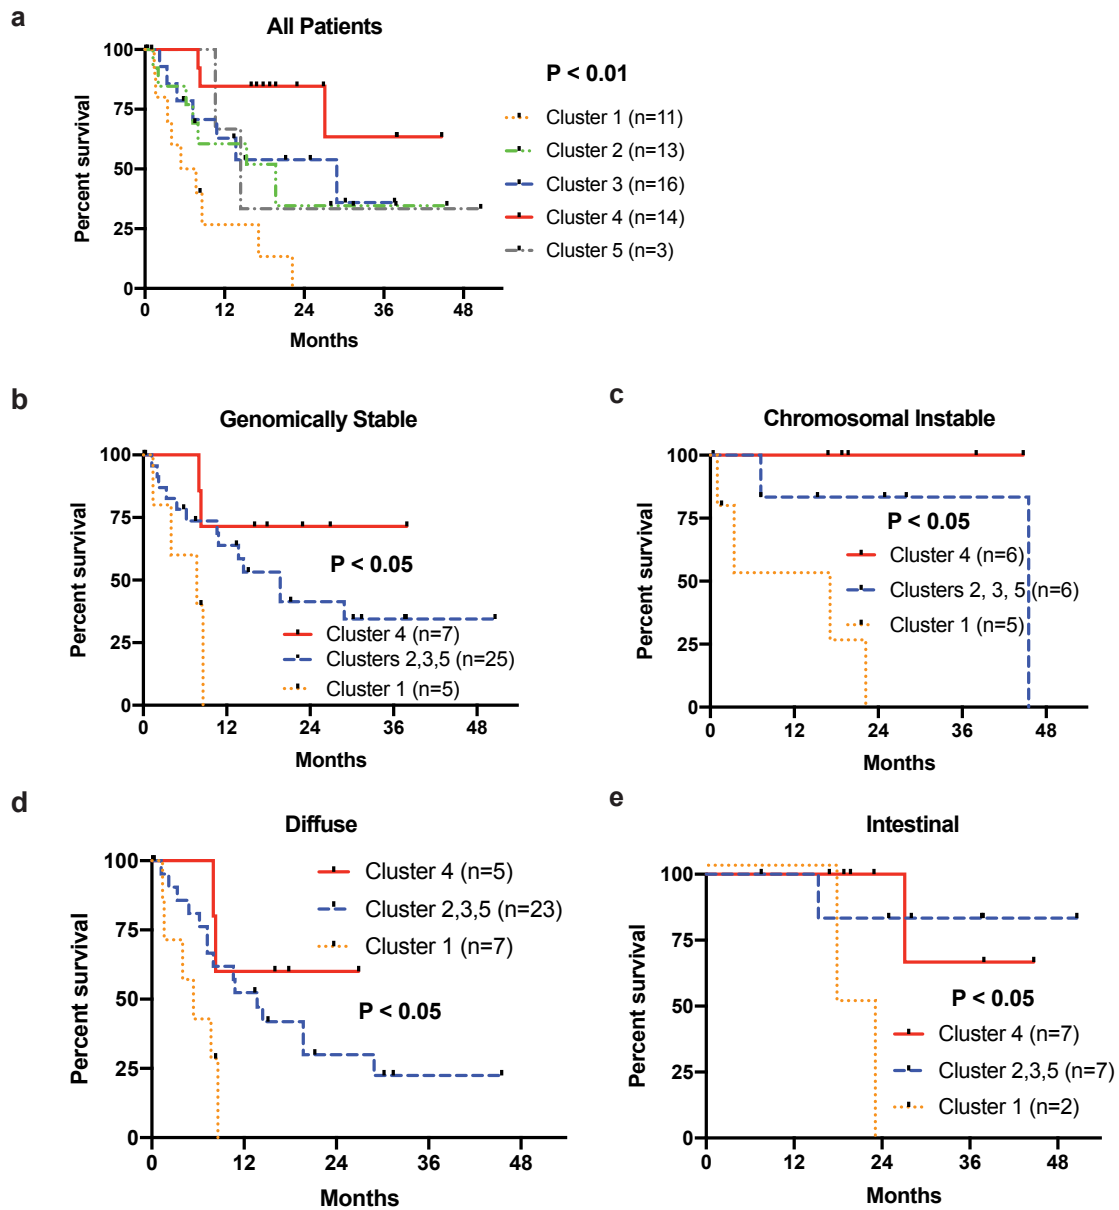 a
All Patients
100
75
50
25
0
Percent survival
0 12 24 36 48
Months
P < 0.01
Cluster 1 (n=11)
Cluster 2 (n=13)
Cluster 3 (n=16)
Cluster 4 (n=14)
Cluster 5 (n=3)
b
Genomically Stable
100
75
50
25
0
Percent survival
0 12 24 36 48
Months
P < 0.05
Cluster 4 (n=7)
Clusters 2,3,5 (n=25)
Cluster 1 (n=5)
c
Chromosomal Instable
100
75
50
25
0
Percent survival
0 12 24 36 48
Months
P < 0.05
Cluster 4 (n=6)
Clusters 2, 3, 5 (n=6)
Cluster 1 (n=5)
d
Diffuse
100
75
50
25
0
Percent survival
0 12 24 36 48
Months
Cluster 4 (n=5)
Cluster 2,3,5 (n=23)
Cluster 1 (n=7)
P < 0.05
e
Intestinal
100
75
50
25
0
Percent survival
0 12 24 36 48
Months
P < 0.05
Cluster 4 (n=7)
Cluster 2,3,5 (n=7)
Cluster 1 (n=2)